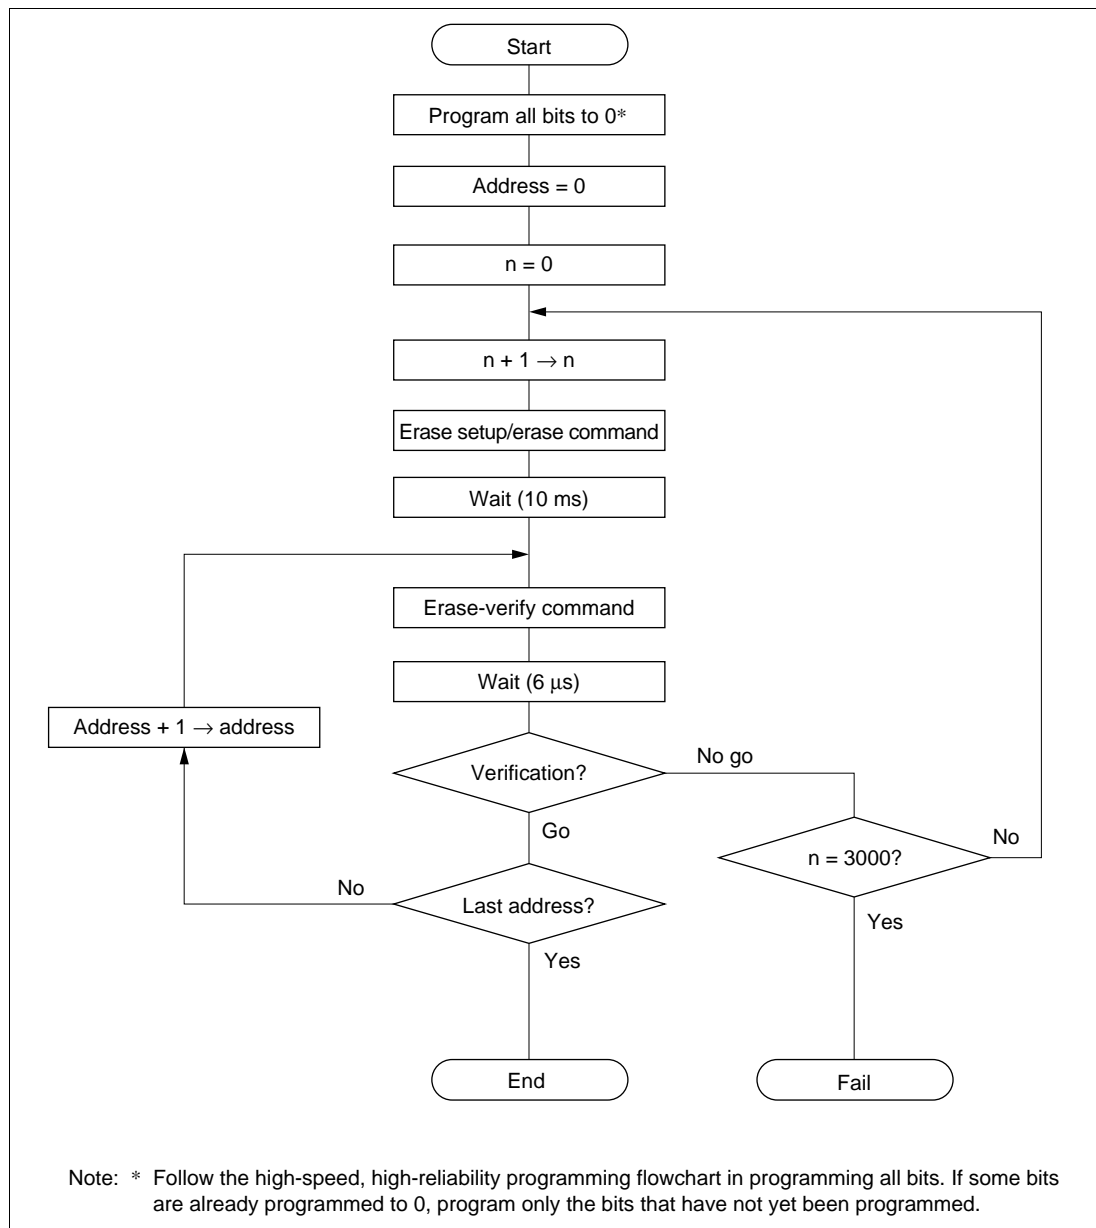 Start
Program all bits to 0*
Address = 0
n = 0
n + 1 → n
Erase setup/erase command
Wait (10 ms)
Erase-verify command
Wait (6 μs)
Address + 1 → address
Verification?
No go
Go
n = 3000?
No
No
Last address?
Yes
Yes
End
Fail
Note: * Follow the high-speed, high-reliability programming flowchart in programming all bits. If some bits
are already programmed to 0, program only the bits that have not yet been programmed.